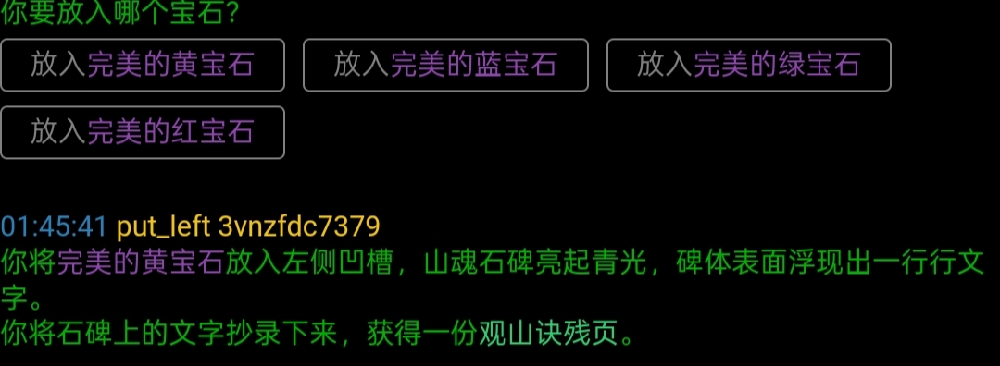 你要放入哪个宝石？
放入完美的黄宝石 放入完美的蓝宝石 放入完美的绿宝石
放入完美的红宝石
01:45:41 put_left 3vnzfdc7379
你将完美的黄宝石放入左侧凹槽，山魂石碑亮起青光，碑体表面浮现出一行行文
字。
你将石碑上的文字抄录下来，获得一份观山诀残页。